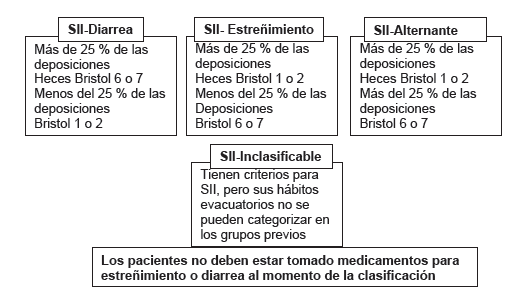 SII-Diarrea
Más de 25 % de las
deposiciones
Heces Bristol 6 o 7
Menos del 25 % de las
deposiciones
Bristol 1 o 2
SII- Estreñimiento
Más de 25 % de las
deposiciones
Heces Bristol 1 o 2
Menos del 25 % de las
Deposiciones
Bristol 6 o 7
SII-Alternante
Más de 25 % de las
deposiciones
Heces Bristol 1 o 2
Más del 25 % de las
deposiciones
Bristol 6 o 7
SII-Inclasificable
Tienen criterios para
SII, pero sus hábitos
evacuatorios no se
pueden categorizar en
los grupos previos
Los pacientes no deben estar tomado medicamentos para
estreñimiento o diarrea al momento de la clasificación